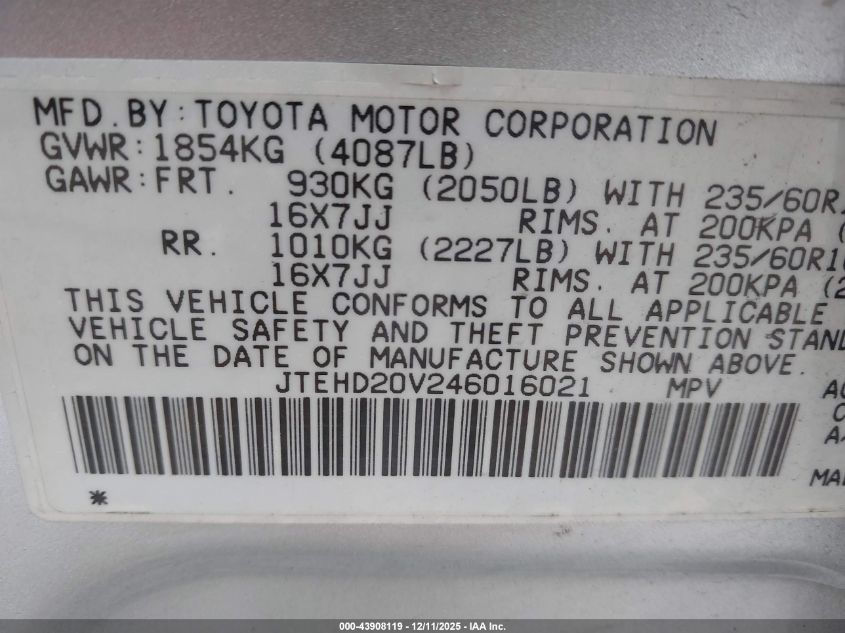 MFD.BY:TOYOTA MOTOR CORPORATION
GVWR:1854KG (4087LB)
GAWR:FRT. 930KG (2050LB) WITH 235/60R1
16X7JJ RIMS. AT 200KPA (
RR. 1010KG (2227LB) WITH 235/60R16
16X7JJ RIMS. AT 200KPA (2
THIS VEHICLE CONFORMS TO ALL APPLICABLE
VEHICLE SAFETY AND THEFT PREVENTION STAND
ON THE DATE OF MANUFACTURE SHOWN ABOVE.
JTEHD20V246016021 MPV
*
000-43908119 - 12/11/2025 - IAA Inc.